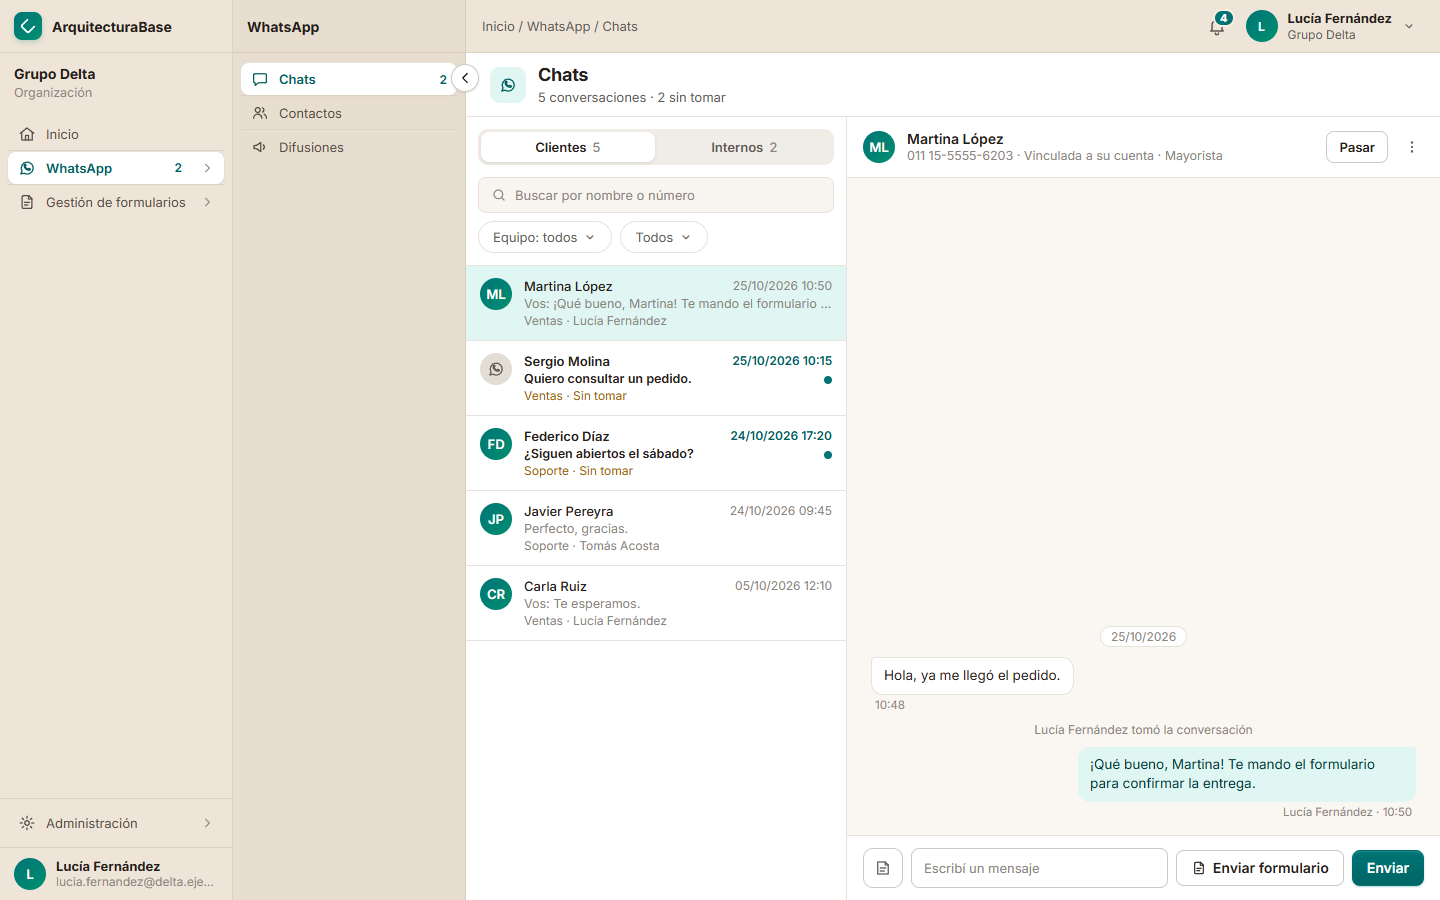 ArquitecturaBase
Grupo Delta
Organización
Inicio
WhatsApp 2
Gestión de formularios
Administración
L Lucía Fernández
lucia.fernandez@delta.eje...
WhatsApp
Chats 2
Contactos
Difusiones
Inicio / WhatsApp / Chats
4
L Lucía Fernández
Grupo Delta
Chats
5 conversaciones · 2 sin tomar
Clientes 5 Internos 2
Buscar por nombre o número
Equipo: todos Todos
ML Martina López 25/10/2026 10:50
Vos: ¡Qué bueno, Martina! Te mando el formulario ...
Ventas · Lucía Fernández
Sergio Molina 25/10/2026 10:15
Quiero consultar un pedido.
Ventas · Sin tomar
FD Federico Díaz 24/10/2026 17:20
¿Siguen abiertos el sábado?
Soporte · Sin tomar
JP Javier Pereyra 24/10/2026 09:45
Perfecto, gracias.
Soporte · Tomás Acosta
CR Carla Ruiz 05/10/2026 12:10
Vos: Te esperamos.
Ventas · Lucía Fernández
ML Martina López
011 15-5555-6203 · Vinculada a su cuenta · Mayorista
Pasar
25/10/2026
Hola, ya me llegó el pedido.
10:48
Lucía Fernández tomó la conversación
¡Qué bueno, Martina! Te mando el formulario
para confirmar la entrega.
Lucía Fernández · 10:50
Escribí un mensaje
Enviar formulario
Enviar